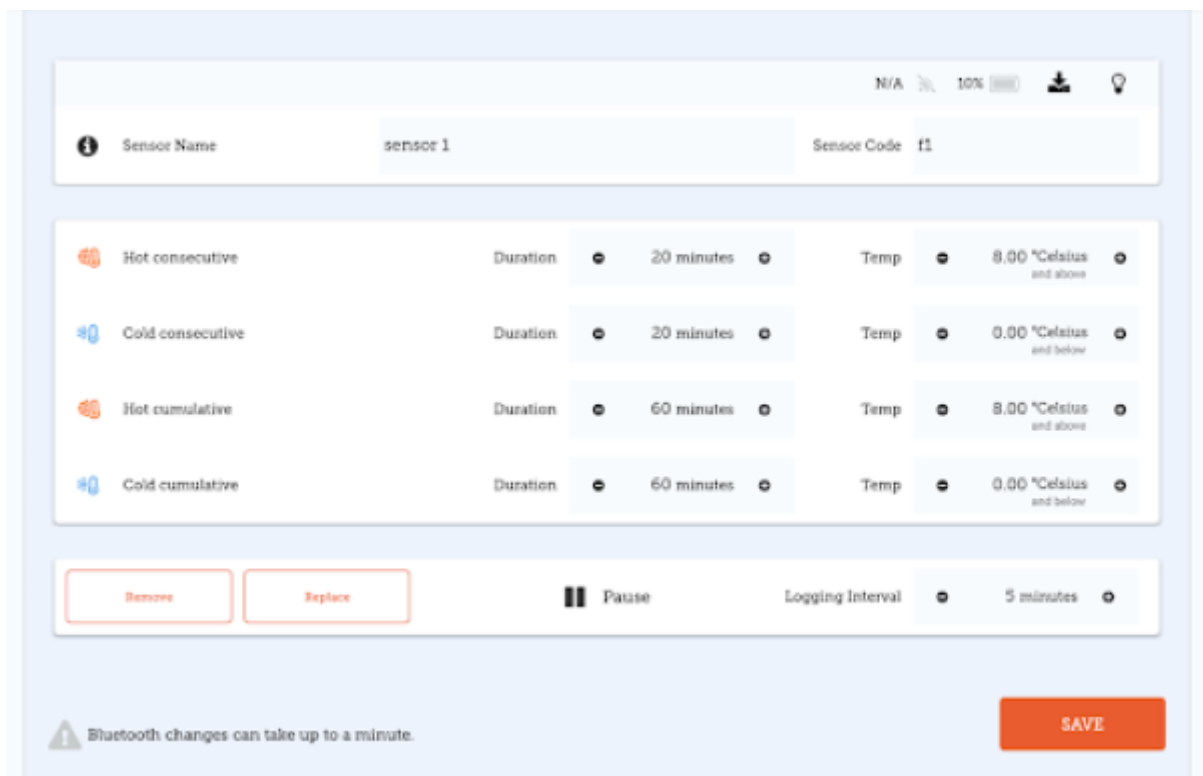 N/A 10%
Sensor Name sensor 1 Sensor Code f1
Hot consecutive Duration 20 minutes Temp 8.00 °Celsius
and above
Cold consecutive Duration 20 minutes Temp 0.00 °Celsius
and below
Hot cumulative Duration 60 minutes Temp 8.00 °Celsius
and above
Cold cumulative Duration 60 minutes Temp 0.00 °Celsius
and below
Remove Replace Pause Logging Interval 5 minutes
Bluetooth changes can take up to a minute.
SAVE